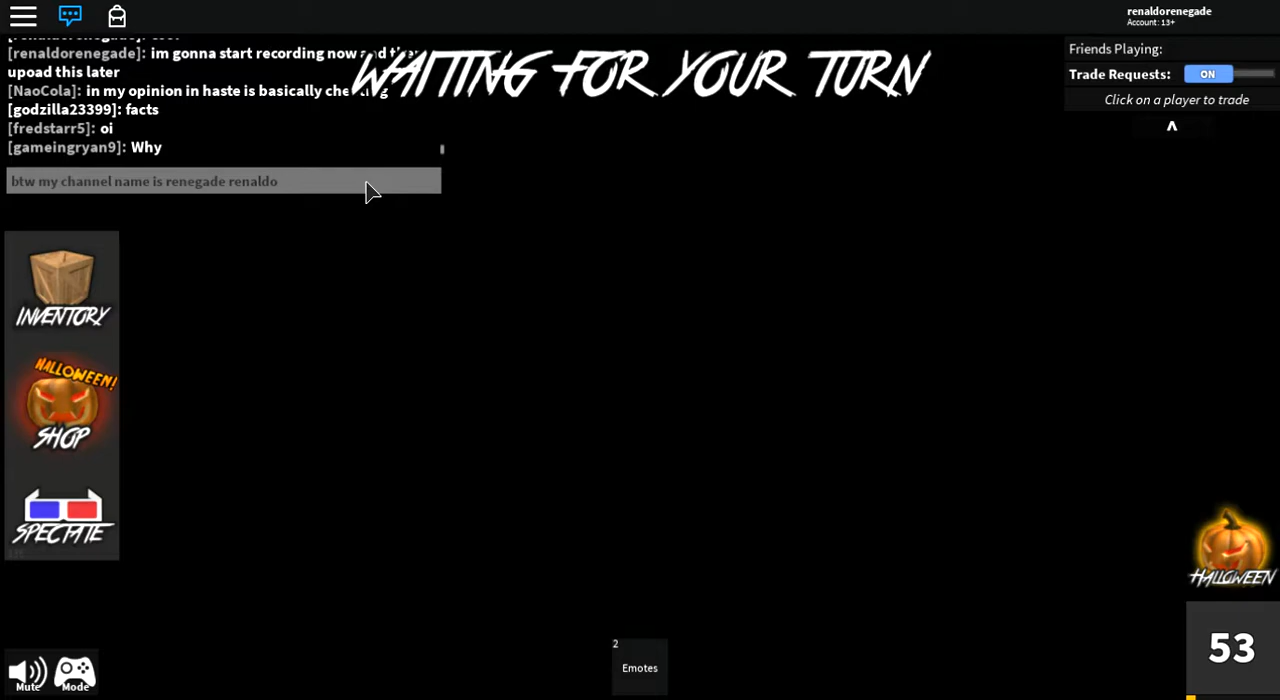 renaldorenegade
Account: 13+
[renaldorenegade]: im gonna start recording now and then
upoad this later
[NaoCola]: in my opinion in haste is basically cheating
[godzilla23399]: facts
[fredstarr5]: oi
[gameingryan9]: Why
WAITING FOR YOUR TURN
btw my channel name is renegade renaldo
Friends Playing:
Trade Requests: ON
Click on a player to trade
^
INVENTORY
HALLOWEEN!
SHOP
SPECTATE
HALLOWEEN
53
2
Emotes
Mute
Mode